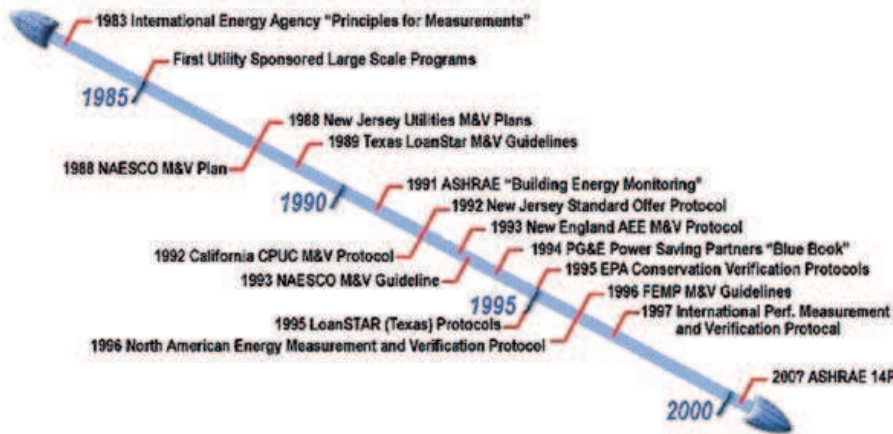 1983 International Energy Agency "Principles for Measurements"
First Utility Sponsored Large Scale Programs
1985
1988 New Jersey Utilities M&V Plans
1989 Texas LoanStar M&V Guidelines
1988 NAESCO M&V Plan
1990
1991 ASHRAE "Building Energy Monitoring"
1992 New Jersey Standard Offer Protocol
1993 New England AEE M&V Protocol
1992 California CPUC M&V Protocol
1994 PG&E Power Saving Partners "Blue Book"
1993 NAESCO M&V Guideline
1995 EPA Conservation Verification Protocols
1995
1996 FEMP M&V Guidelines
1997 International Perf. Measurement
and Verification Protocal
1995 LoanSTAR (Texas) Protocols
1996 North American Energy Measurement and Verification Protocol
200? ASHRAE 14P
2000